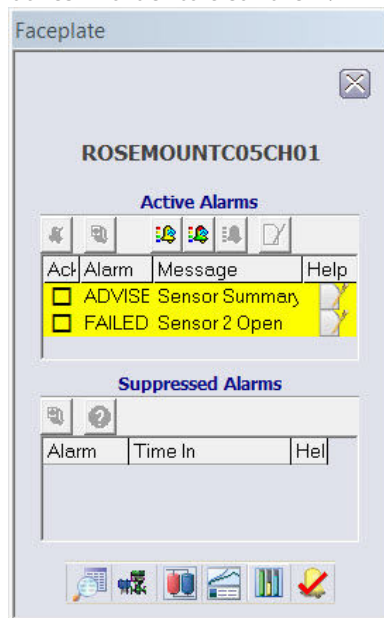 Faceplate
ROSEMOUNTC05CH01
Active Alarms
Ack Alarm Message Help
ADVISE Sensor Summary
FAILED Sensor 2 Open
Suppressed Alarms
Alarm Time In Hel